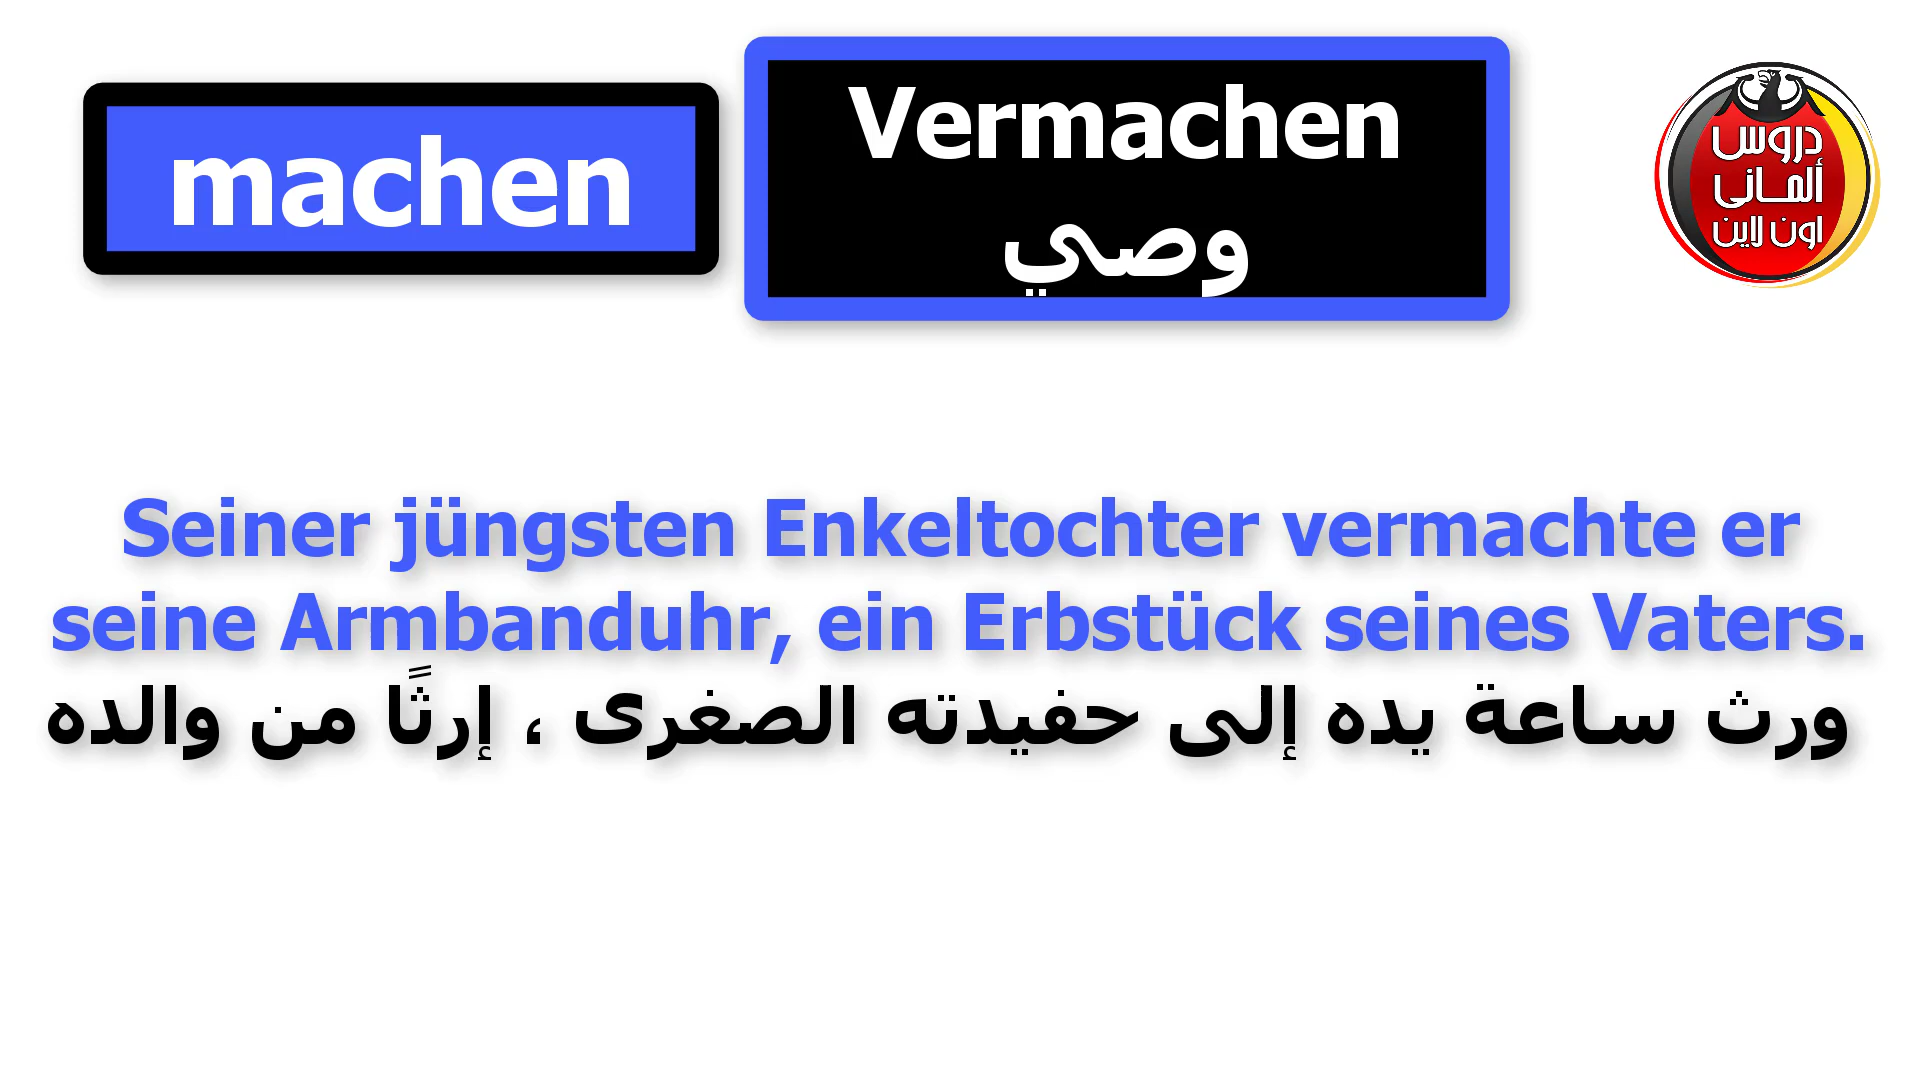 machen
Vermachen
وصي
دروس
ألمانى
اون لاين
Seiner jüngsten Enkeltochter vermachte er
seine Armbanduhr, ein Erbstück seines Vaters.
ورث ساعة يده إلى حفيدته الصغرى ، إرثًا من والده